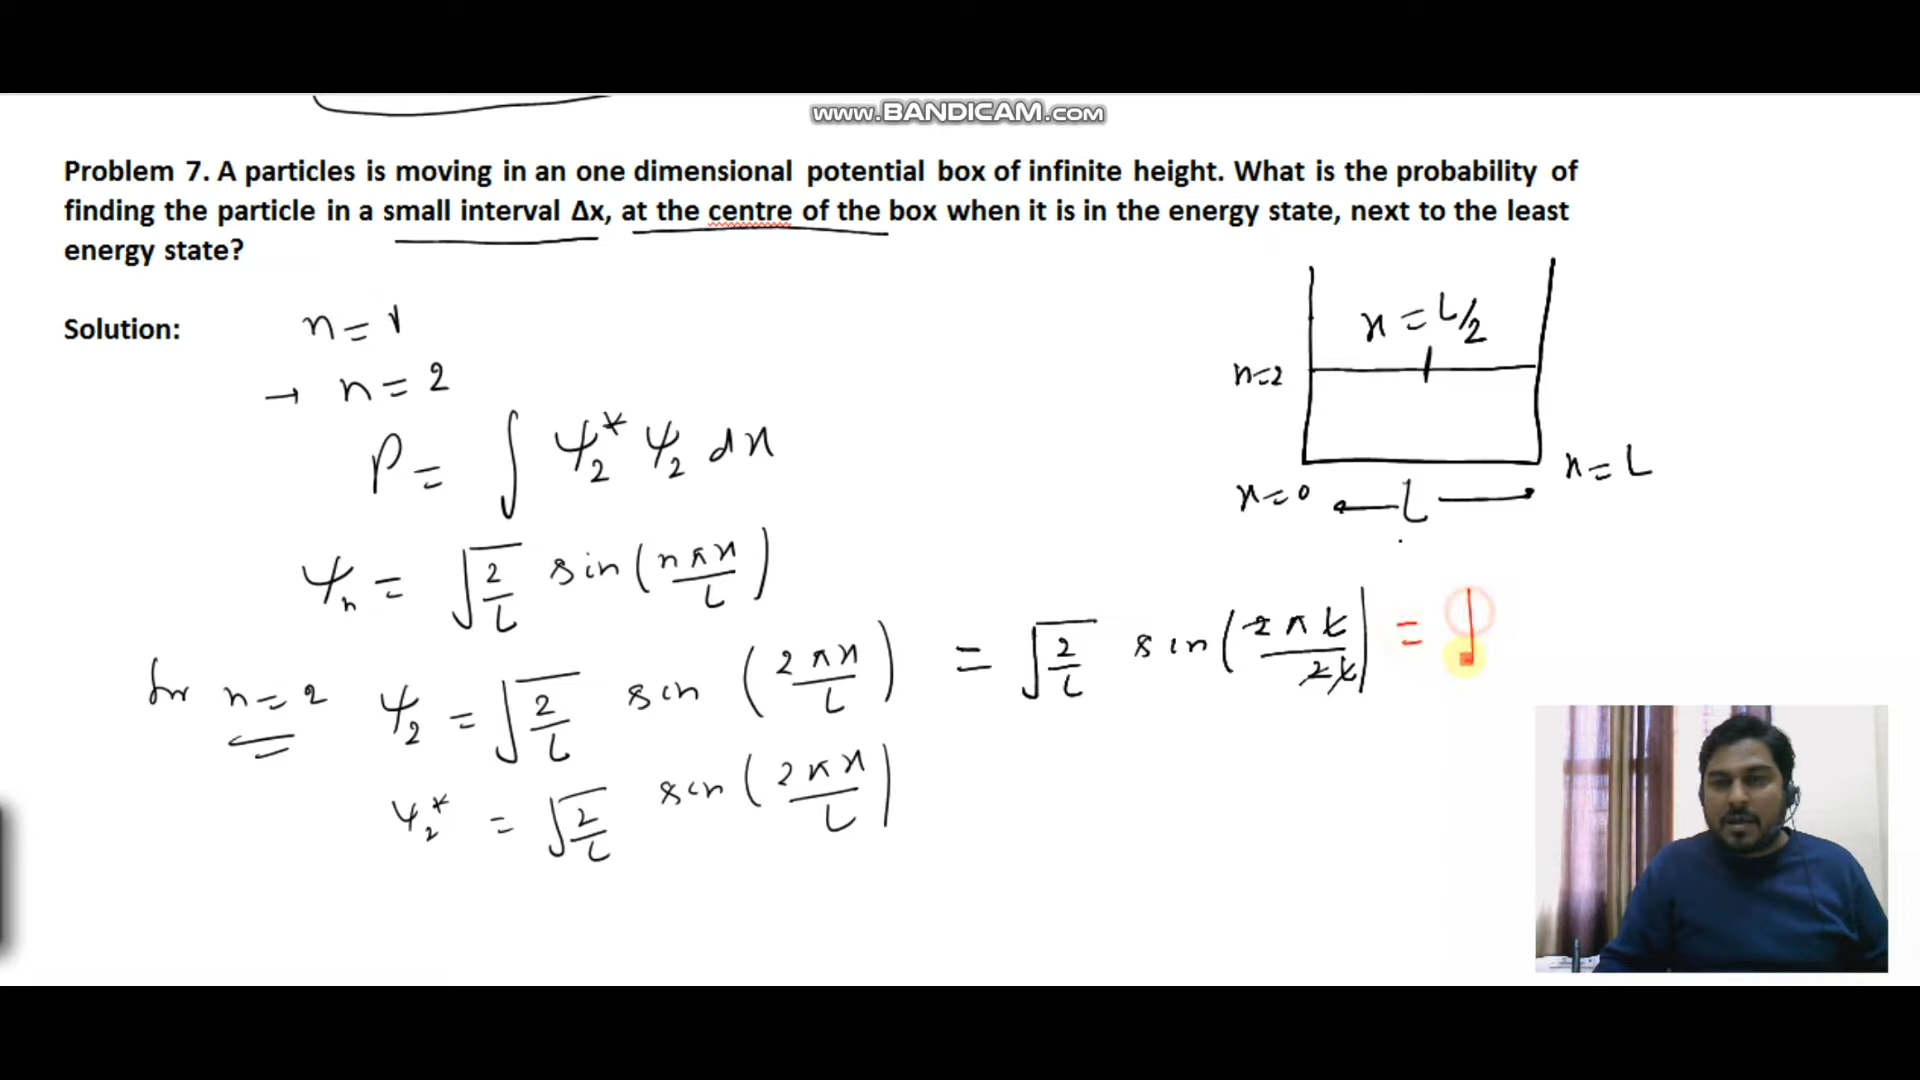 www.BANDICAM.com
Problem 7. A particles is moving in an one dimensional potential box of infinite height. What is the probability of
finding the particle in a small interval Δx, at the centre of the box when it is in the energy state, next to the least
energy state?
Solution:
n = 1
→ n = 2
P = ∫ ψ₂* ψ₂ dx
ψₙ = √(2/L) sin(nπx/L)
for n = 2 ψ₂ = √(2/L) sin(2πx/L) = √(2/L) sin(2πL/2L) =
ψ₂* = √(2/L) sin(2πx/L)
x = L/2
n=2
x = 0
L
x = L